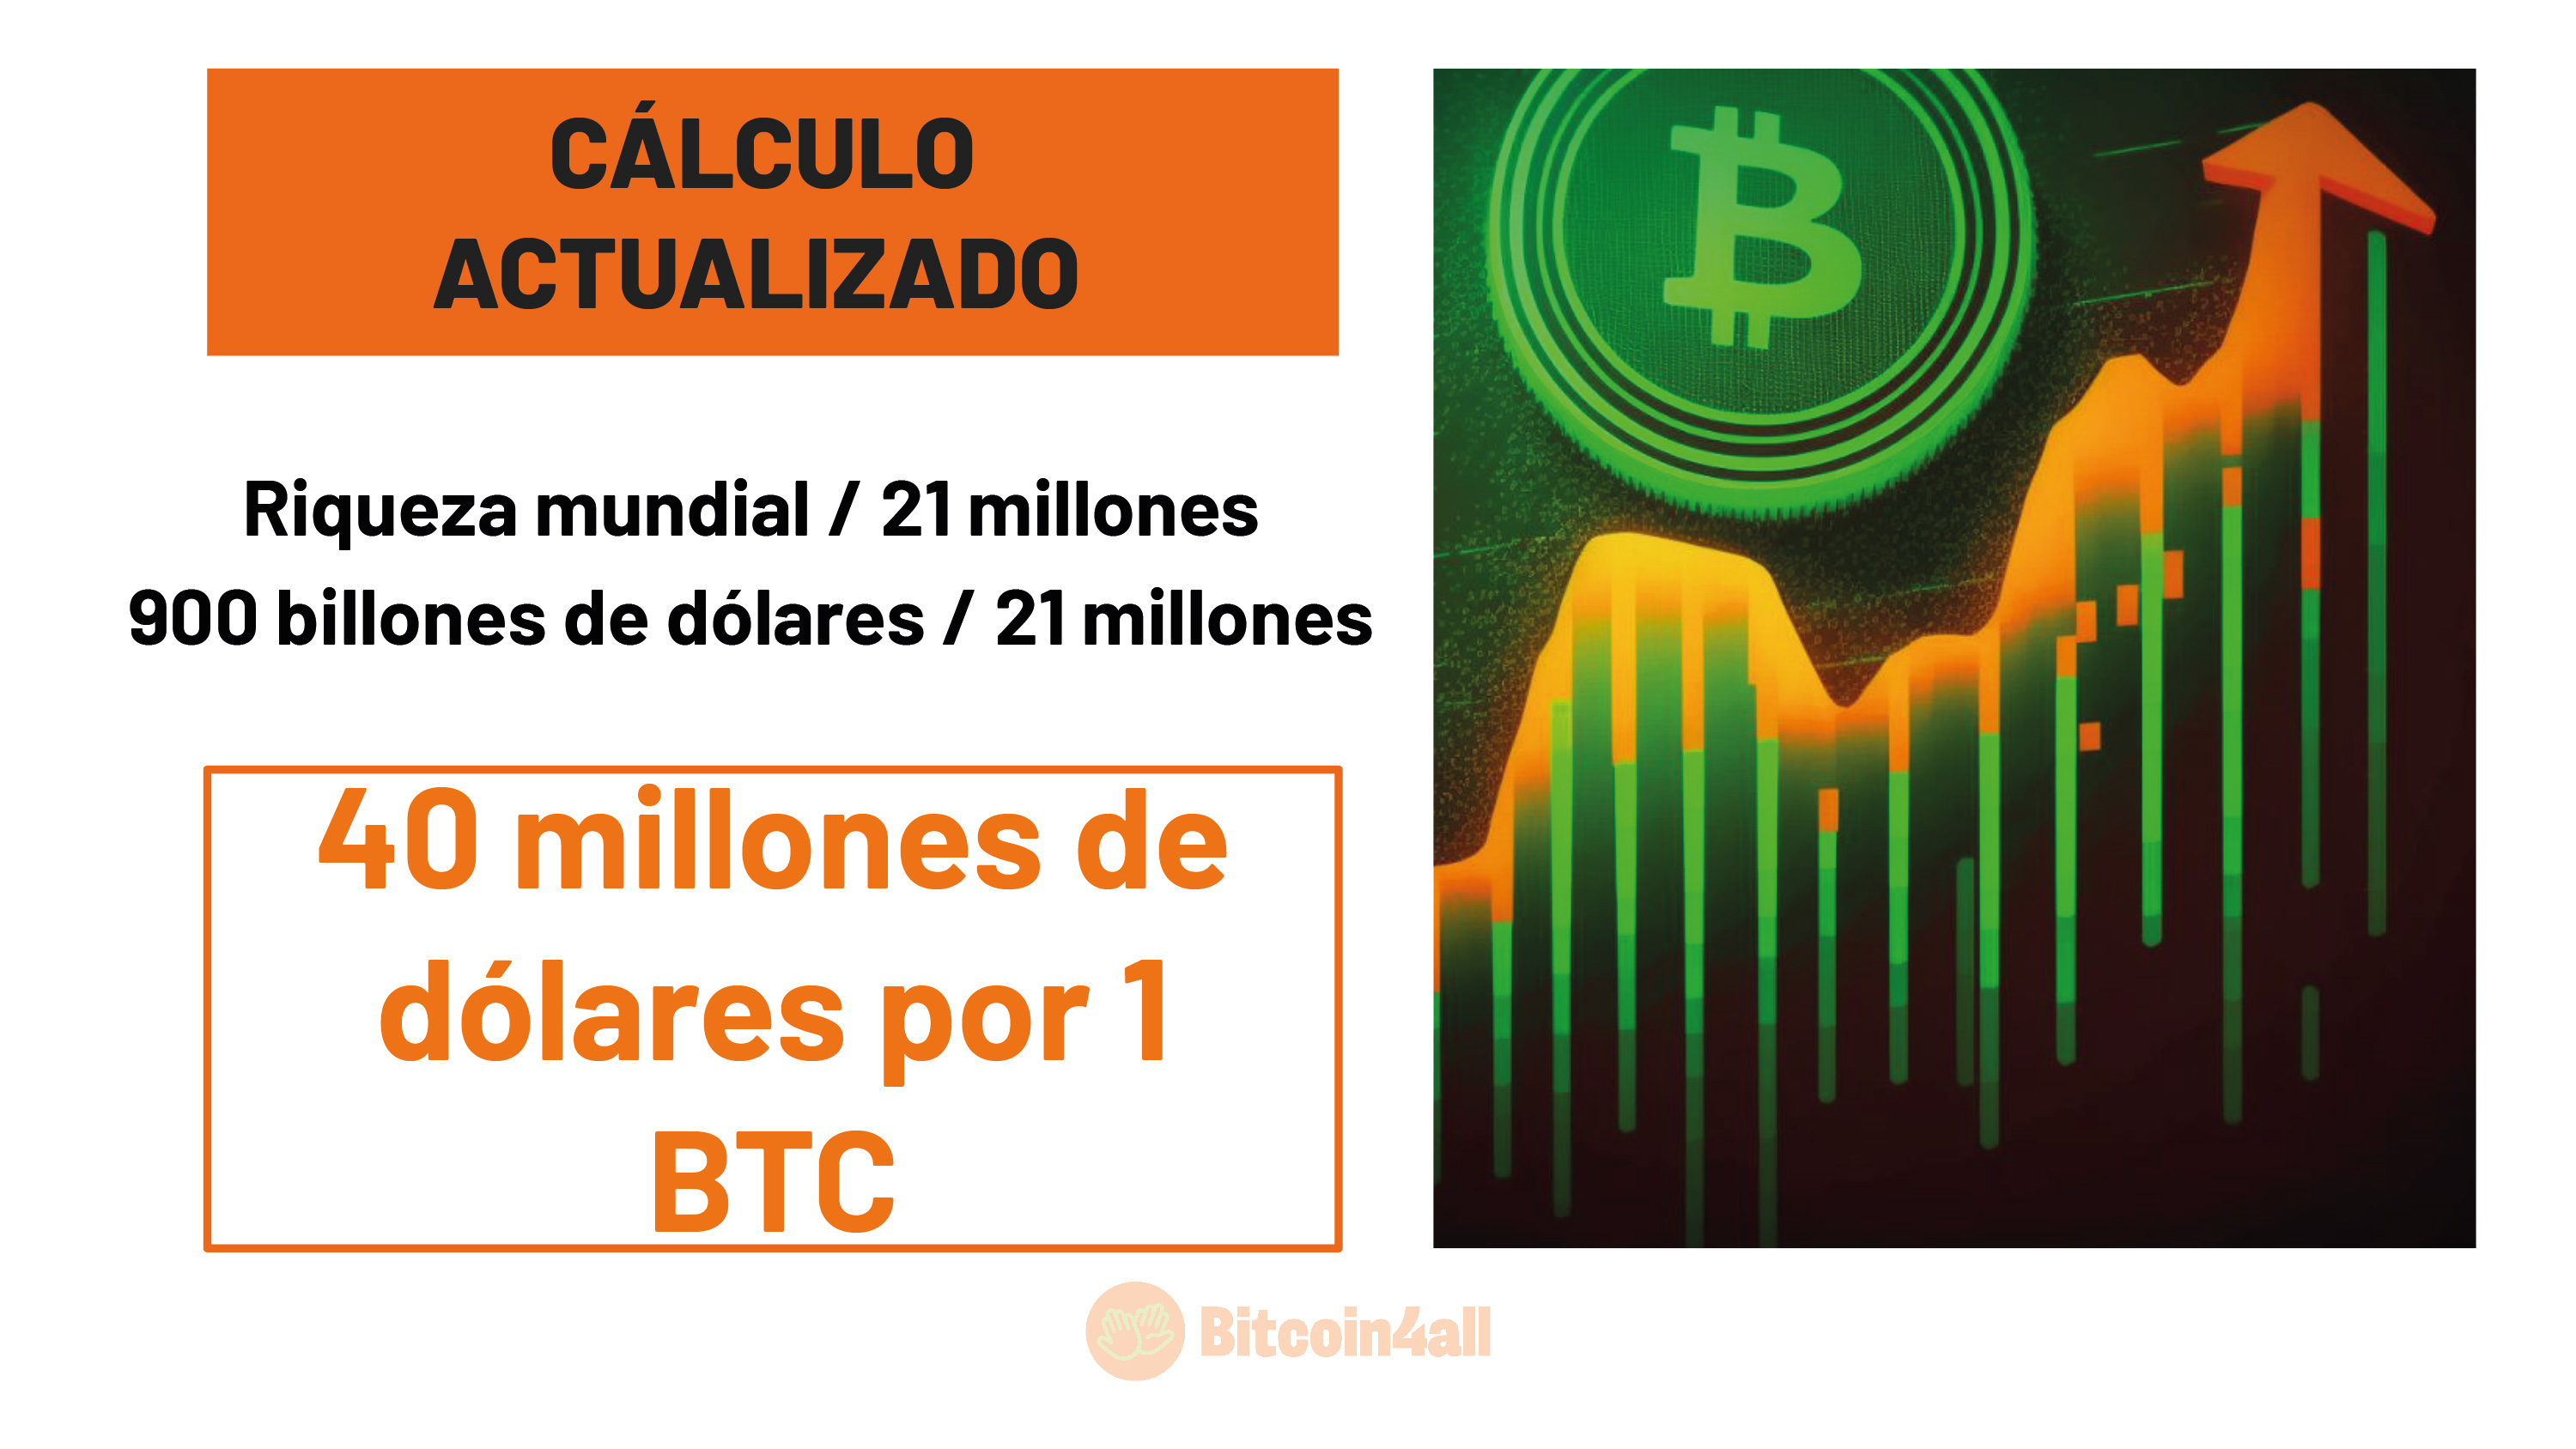 CÁLCULO
ACTUALIZADO
Riqueza mundial / 21 millones
900 billones de dólares / 21 millones
40 millones de
dólares por 1
BTC
Bitcoin4all